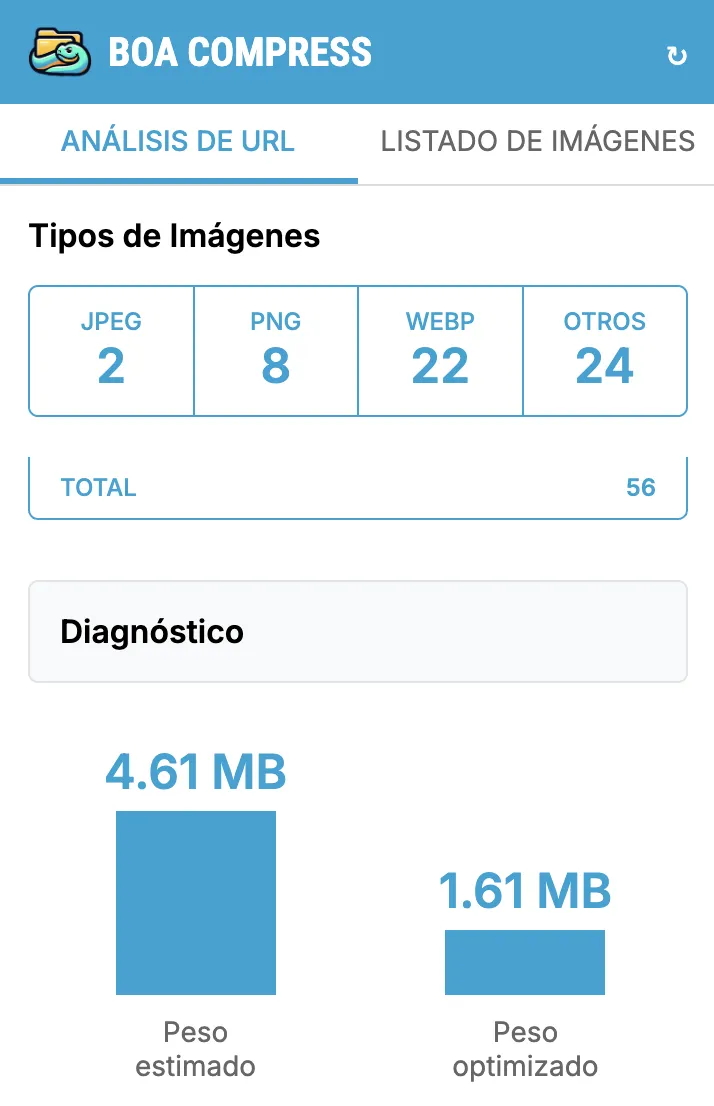 BOA COMPRESS
↻
ANÁLISIS DE URL
LISTADO DE IMÁGENES
Tipos de Imágenes
JPEG
2
PNG
8
WEBP
22
OTROS
24
TOTAL
56
Diagnóstico
4.61 MB
Peso
estimado
1.61 MB
Peso
optimizado